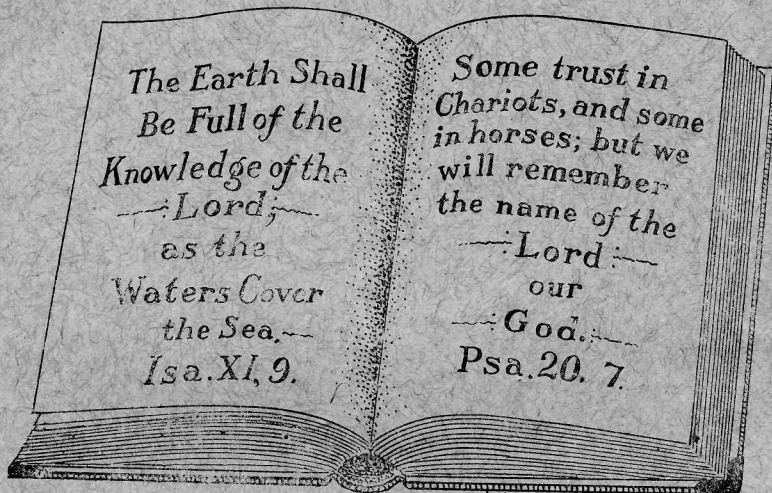 The Earth Shall
Be Full of the
Knowledge of the
Lord;
as the
Waters Cover
the Sea.
Isa. XI, 9.
Some trust in
Chariots, and some
in horses; but we
will remember
the name of the
Lord
our
God.
Psa. 20. 7.